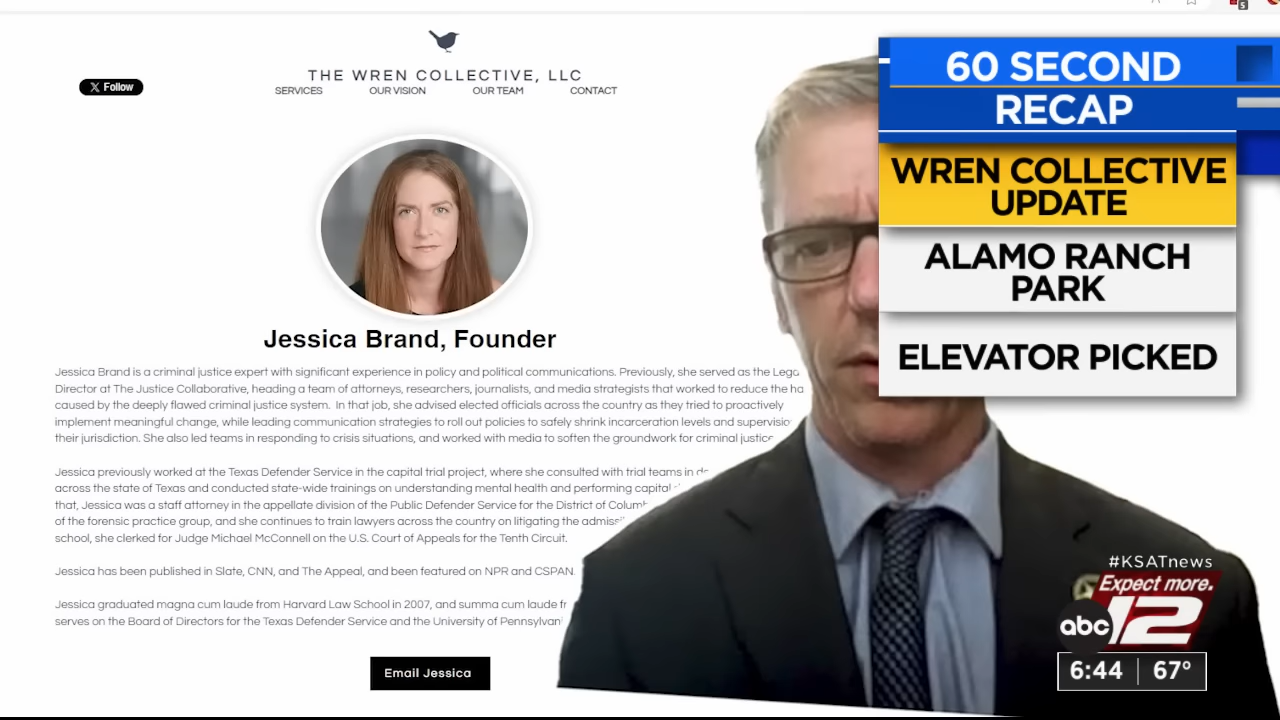 THE WREN COLLECTIVE, LLC
Follow
SERVICES OUR VISION OUR TEAM CONTACT
Jessica Brand, Founder
Jessica Brand is a criminal justice expert with significant experience in policy and political communications. Previously, she served as the
Director at The Justice Collaborative, heading a team of attorneys, researchers, journalists, and media strategists that worked to reduce the
caused by the deeply flawed criminal justice system. In that job, she advised elected officials across the country as they tried to proactively
implement meaningful change, while leading communication strategies to roll out policies to safely shrink incarceration levels and
their jurisdiction. She also led teams in responding to crisis situations, and worked with media to soften the groundwork for criminal justice
Jessica previously worked at the Texas Defender Service in the capital trial project, where she consulted with trial teams in
across the state of Texas and conducted state-wide trainings on understanding mental health and performing capital
that, Jessica was a staff attorney in the appellate division of the Public Defender Service for the District of
of the forensic practice group, and she continues to train lawyers across the country on litigating the
school, she clerked for Judge Michael McConnell on the U.S. Court of Appeals for the Tenth Circuit.
Jessica has been published in Slate, CNN, and The Appeal, and been featured on NPR and CSPAN.
Jessica graduated magna cum laude from Harvard Law School in 2007, and summa cum laude
serves on the Board of Directors for the Texas Defender Service and the University of
Email Jessica
60 SECOND
RECAP
WREN COLLECTIVE
UPDATE
ALAMO RANCH
PARK
ELEVATOR PICKED
#KSATnews
Expect more.
abc 12
6:44 67°